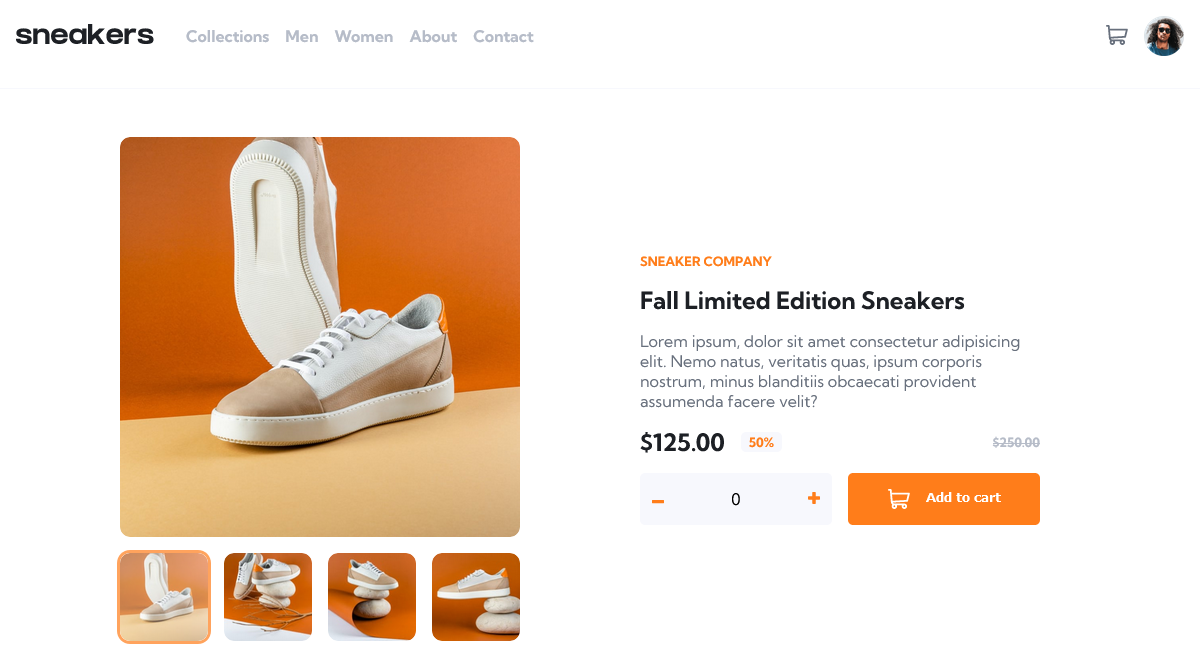 sneakers
Collections Men Women About Contact
SNEAKER COMPANY
Fall Limited Edition Sneakers
Lorem ipsum, dolor sit amet consectetur adipisicing
elit. Nemo natus, veritatis quas, ipsum corporis
nostrum, minus blanditiis obcaecati provident
assumenda facere velit?
$125.00 50% $250.00
0
Add to cart